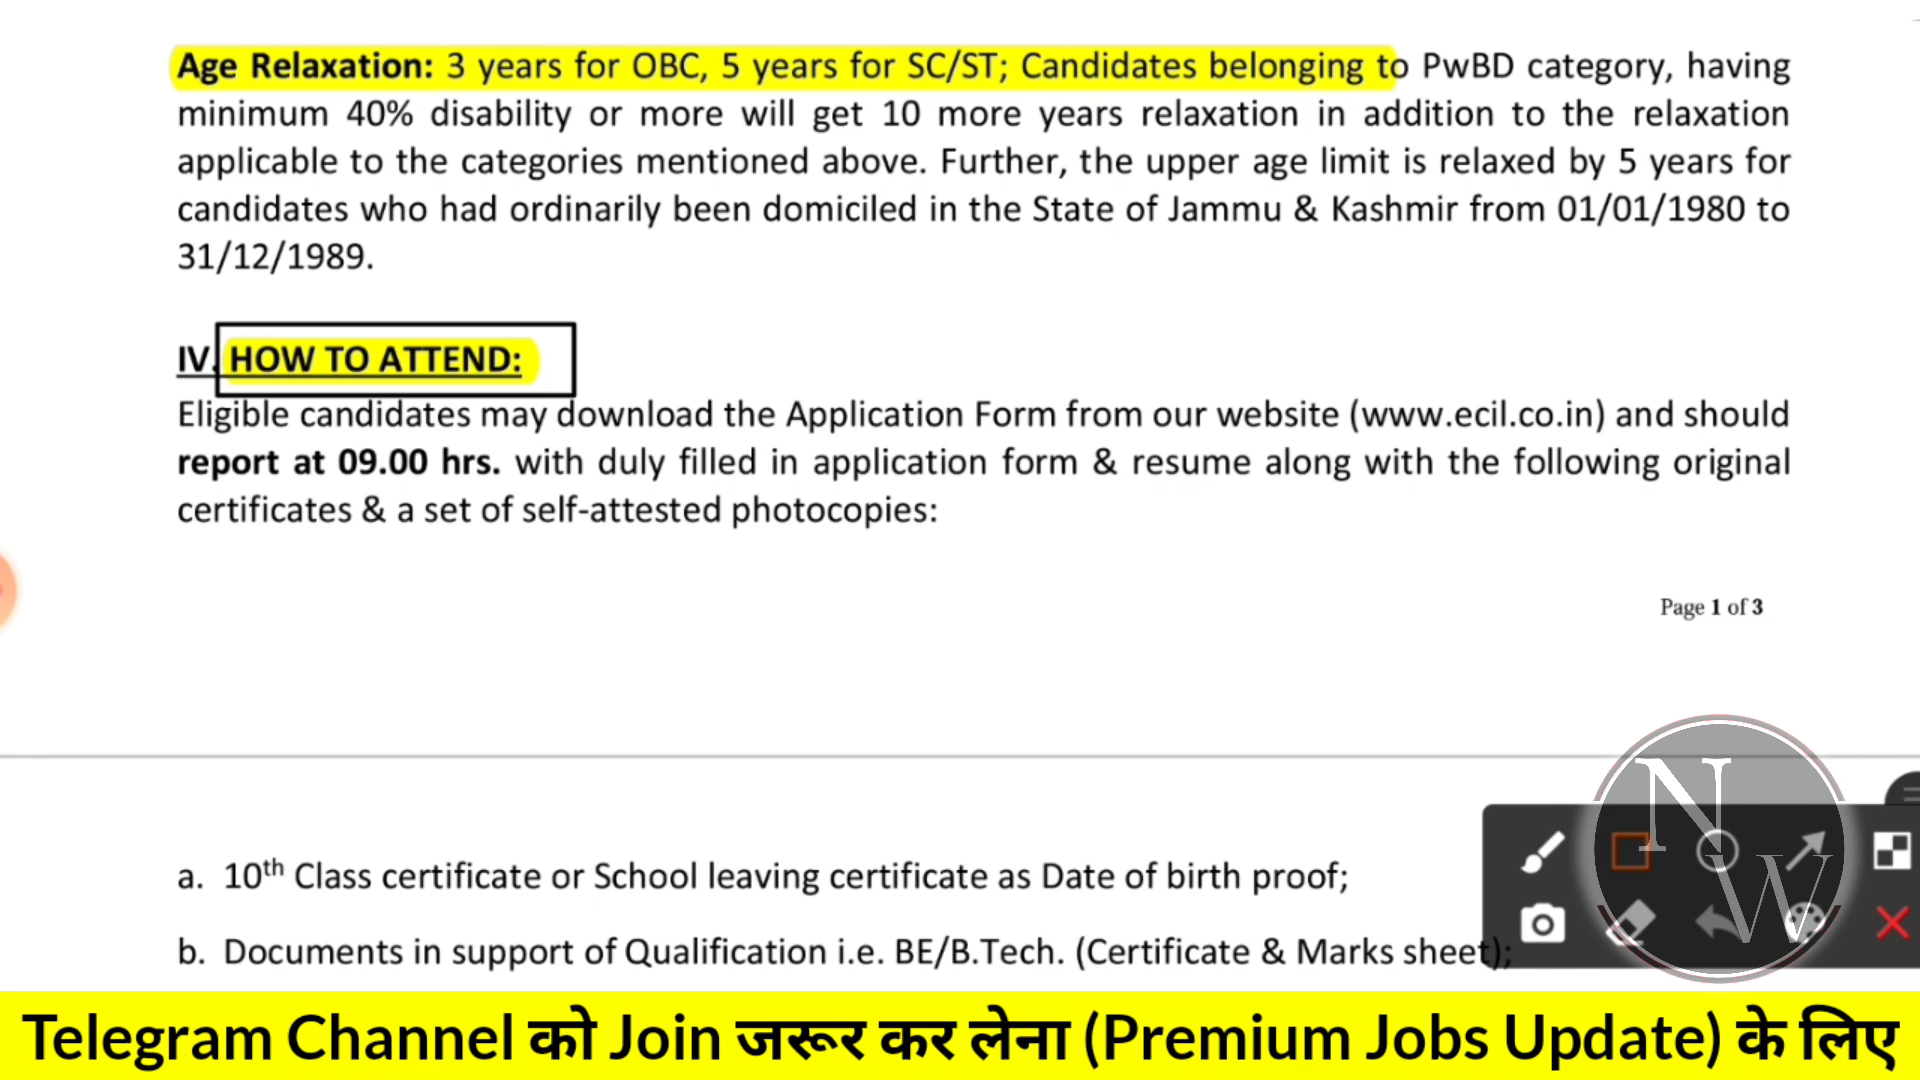 Age Relaxation: 3 years for OBC, 5 years for SC/ST; Candidates belonging to PwBD category, having
minimum 40% disability or more will get 10 more years relaxation in addition to the relaxation
applicable to the categories mentioned above. Further, the upper age limit is relaxed by 5 years for
candidates who had ordinarily been domiciled in the State of Jammu & Kashmir from 01/01/1980 to
31/12/1989.
IV. HOW TO ATTEND:
Eligible candidates may download the Application Form from our website (www.ecil.co.in) and should
report at 09.00 hrs. with duly filled in application form & resume along with the following original
certificates & a set of self-attested photocopies:
Page 1 of 3
a. 10th Class certificate or School leaving certificate as Date of birth proof;
b. Documents in support of Qualification i.e. BE/B.Tech. (Certificate & Marks sheet);
NW
Telegram Channel को Join जरूर कर लेना (Premium Jobs Update) के लिए